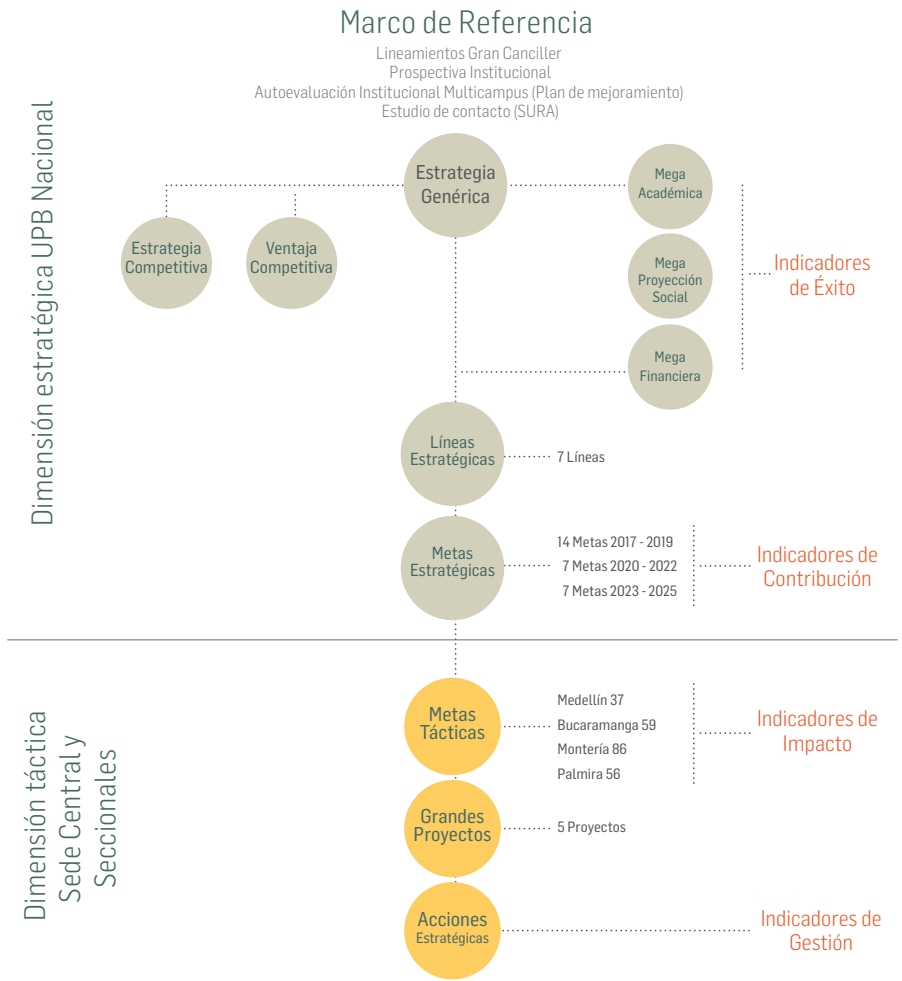 Marco de Referencia
Lineamientos Gran Canciller
Prospectiva Institucional
Autoevaluación Institucional Multicampus (Plan de mejoramiento)
Estudio de contacto (SURA)
Dimensión estratégica UPB Nacional
Estrategia
Genérica
Estrategia
Competitiva
Ventaja
Competitiva
Mega
Académica
Mega
Proyección
Social
Mega
Financiera
Indicadores
de Éxito
Líneas
Estratégicas
7 Líneas
Metas
Estratégicas
14 Metas 2017 - 2019
7 Metas 2020 - 2022
7 Metas 2023 - 2025
Indicadores de
Contribución
Dimensión táctica
Sede Central y
Seccionales
Metas
Tácticas
Medellín 37
Bucaramanga 59
Montería 86
Palmira 56
Indicadores de
Impacto
Grandes
Proyectos
5 Proyectos
Acciones
Estratégicas
Indicadores de
Gestión